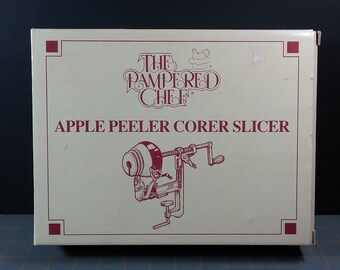 THE
PAMPERED
CHEF
APPLE PEELER CORER SLICER